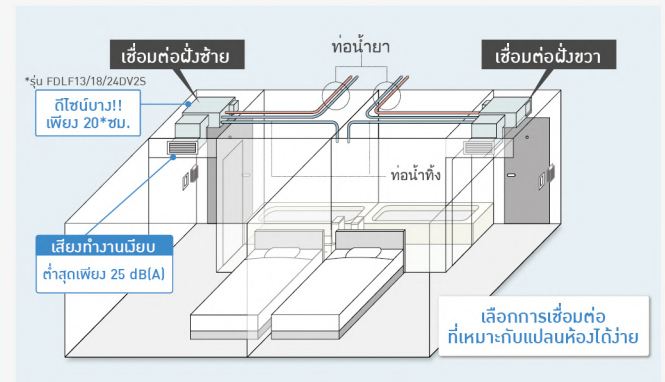 เชื่อมต่อฝั่งซ้าย
ท่อน้ำยา
เชื่อมต่อฝั่งขวา
*รุ่น FDLF13/18/24DV2S
ดีไซน์บาง!!
เพียง 20*ซม.
ท่อน้ำทิ้ง
เสียงทำงานเงียบ
ต่ำสุดเพียง 25 dB(A)
เลือกการเชื่อมต่อ
ที่เหมาะกับแปลนห้องได้ง่าย